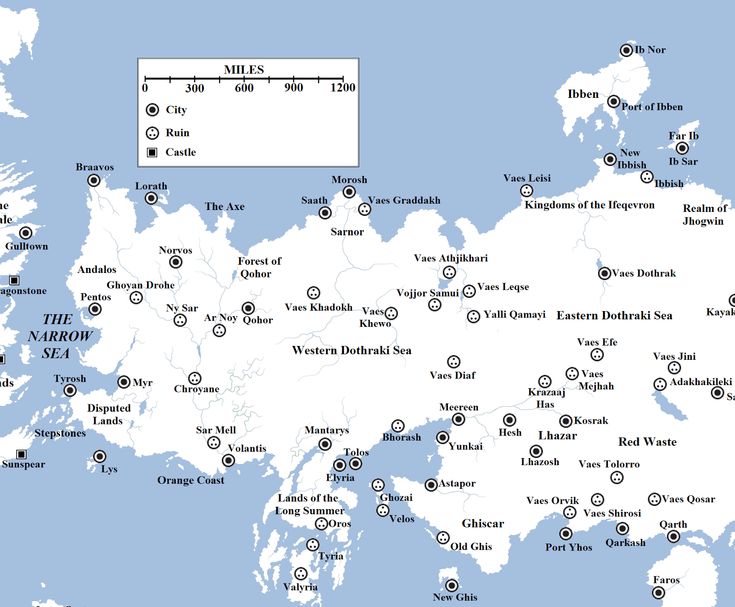 MILES
0 300 600 900 1200
City
Ruin
Castle
Ib Nor
Ibben
Port of Ibben
Far Ib
Ib Sar
New
Ibbish
Ibbish
Braavos
Lorath
The Axe
Morosh
Saath
Vaes Graddakh
Sarnor
Vaes Leisi
Kingdoms of the Ifeqevron
Realm of
Jhogwin
Gulltown
Norvos
Forest of
Qohor
Andalos
Ghoyan Drohe
Pentos
Ny Sar
Ar Noy
Qohor
Vaes Khadokh
Vaes
Khewo
Vaes Athjikhari
Vojjor Samui
Vaes Leqse
Yalli Qamayi
Vaes Dothrak
Eastern Dothraki Sea
THE
NARROW
SEA
Western Dothraki Sea
Vaes Diaf
Vaes Efe
Vaes
Mejhah
Krazaaj
Has
Vaes Jini
Adakhakileki
Tyrosh
Myr
Chroyane
Disputed
Lands
Stepstones
Sunspear
Lys
Sar Mell
Volantis
Orange Coast
Mantarys
Tolos
Elyria
Bhorash
Meereen
Yunkai
Hesh
Kosrak
Lhazar
Lhazosh
Red Waste
Astapor
Ghozai
Velos
Lands of the
Long Summer
Oros
Tyria
Valyria
Ghiscar
Old Ghis
New Ghis
Vaes Tolorro
Vaes Orvik
Vaes Shirosi
Vaes Qosar
Port Yhos
Qarkash
Qarth
Faros